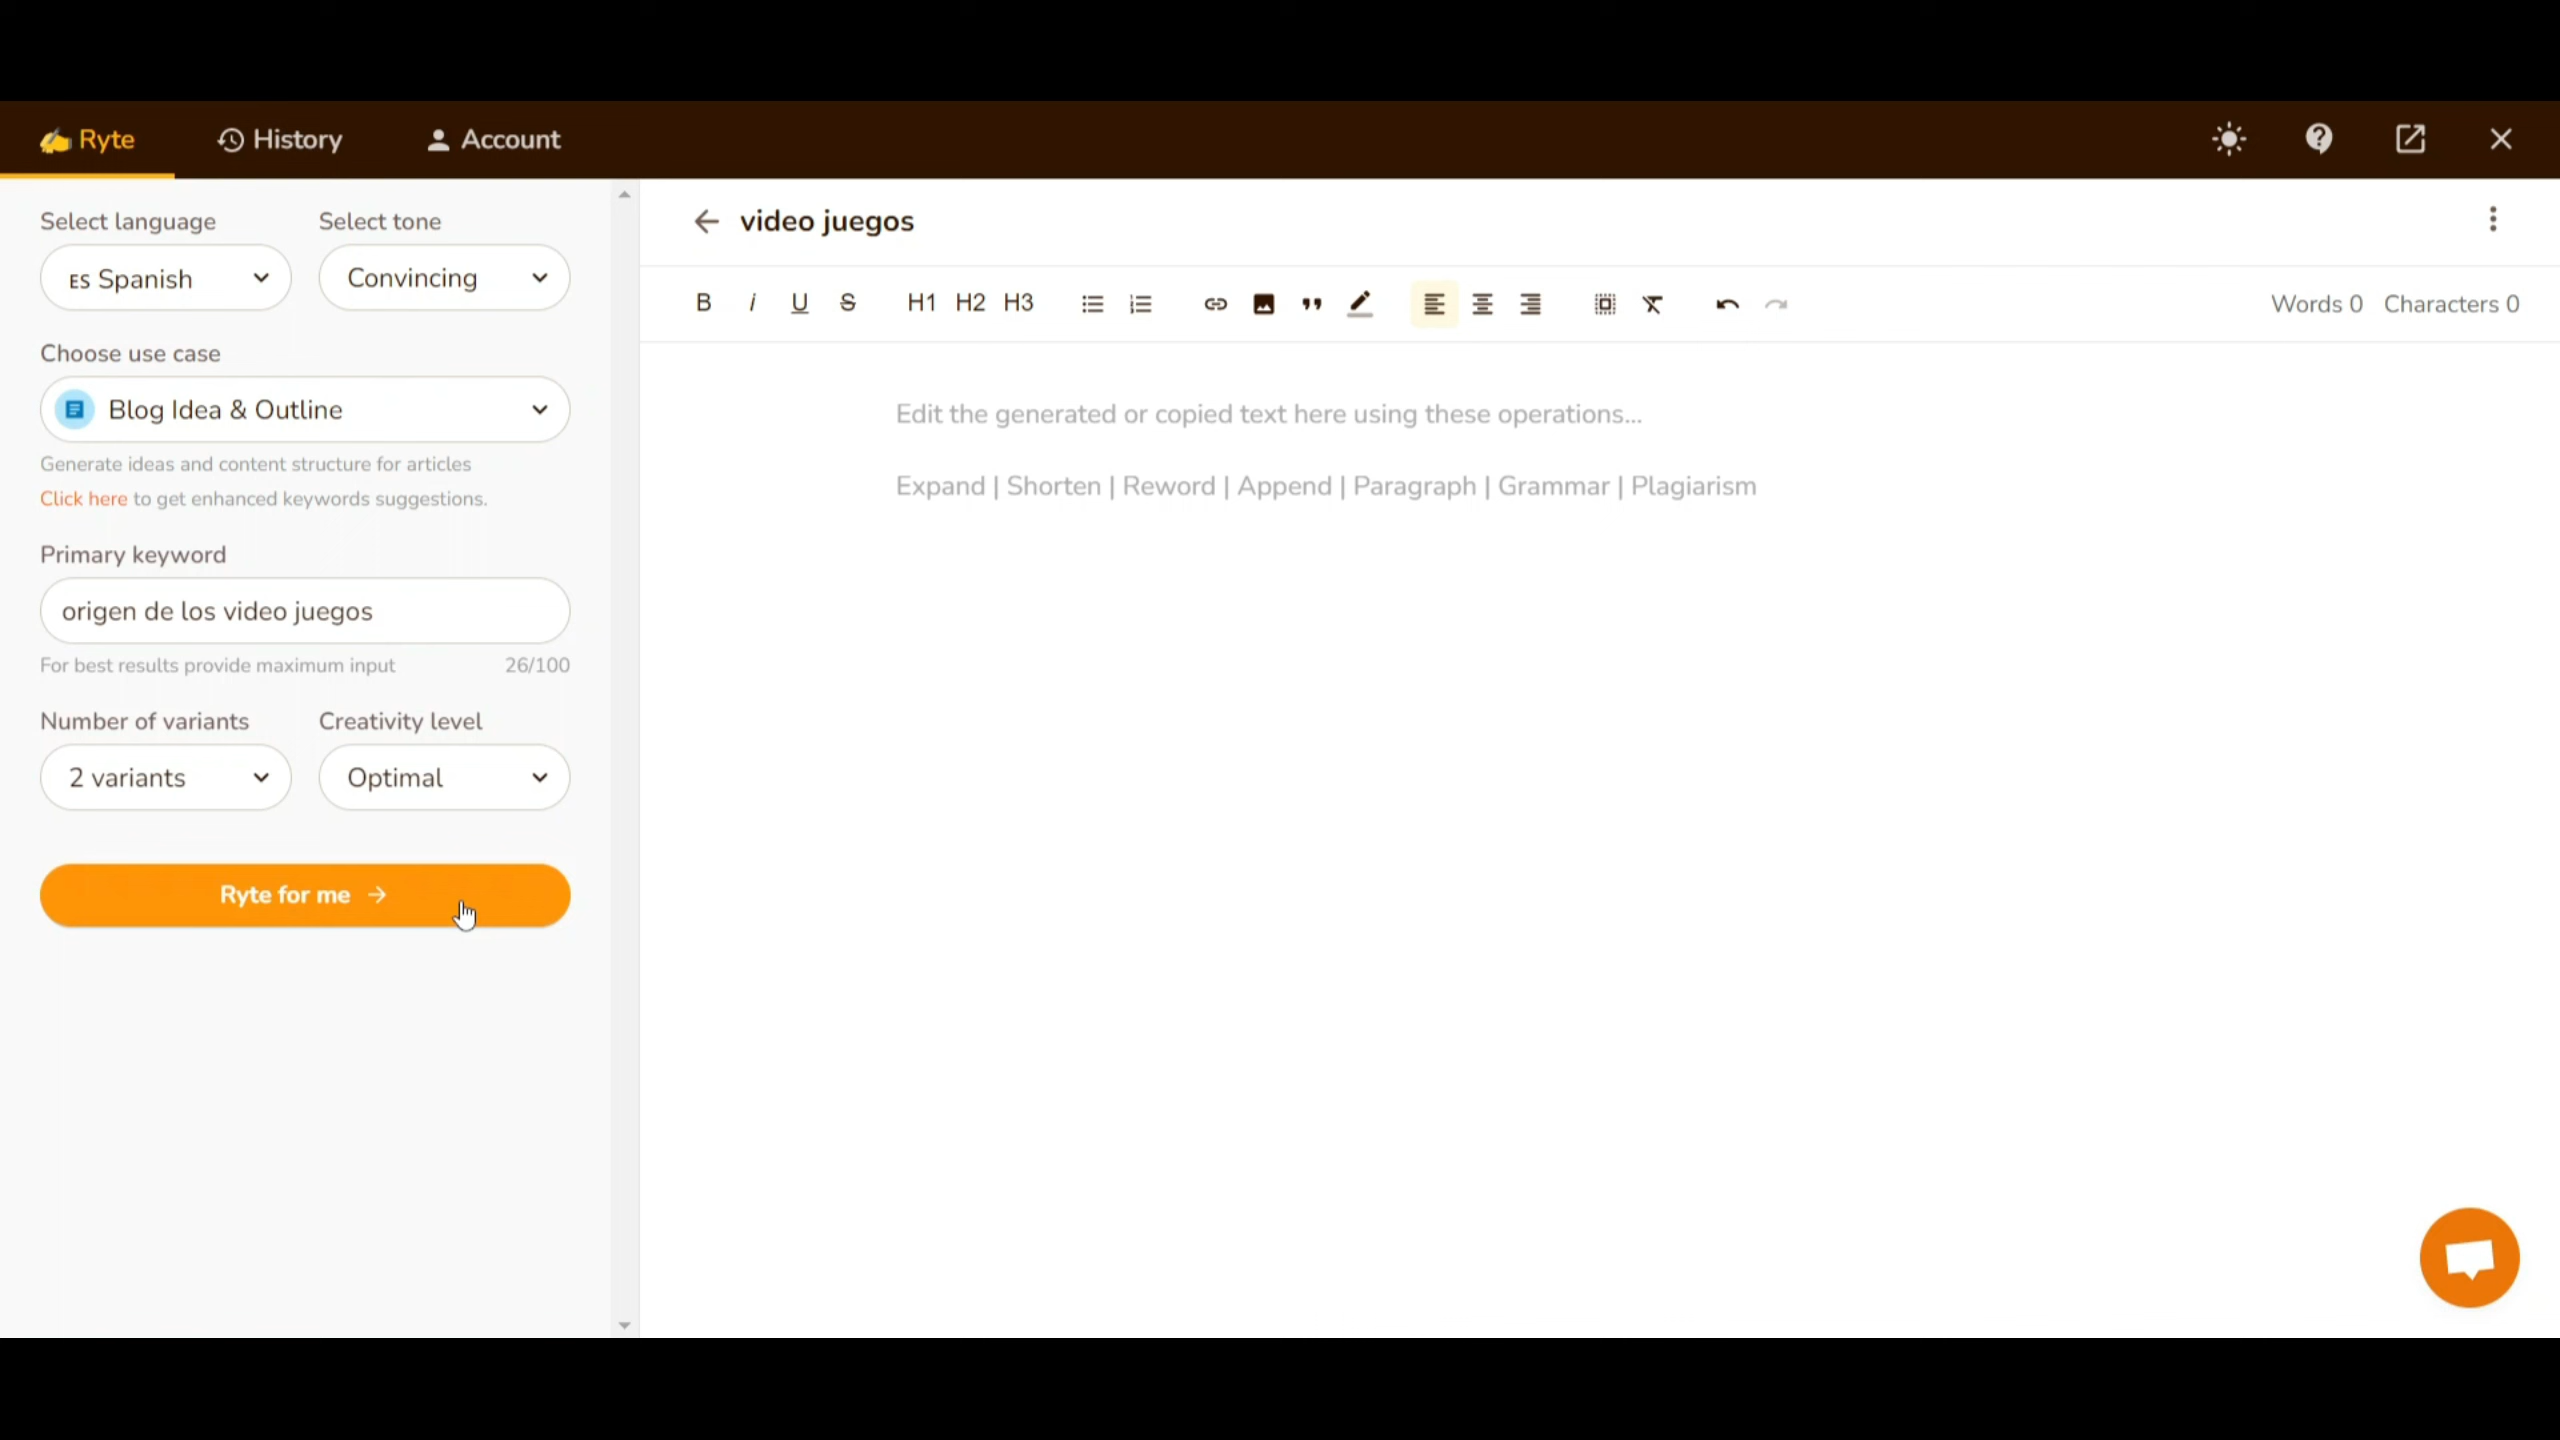 Ryte
History
Account
Select language
Select tone
ES Spanish
Convincing
Choose use case
Blog Idea & Outline
Generate ideas and content structure for articles
Click here to get enhanced keywords suggestions.
Primary keyword
origen de los video juegos
For best results provide maximum input
26/100
Number of variants
Creativity level
2 variants
Optimal
Ryte for me →
video juegos
B i U S H1 H2 H3
Words 0 Characters 0
Edit the generated or copied text here using these operations...
Expand | Shorten | Reword | Append | Paragraph | Grammar | Plagiarism